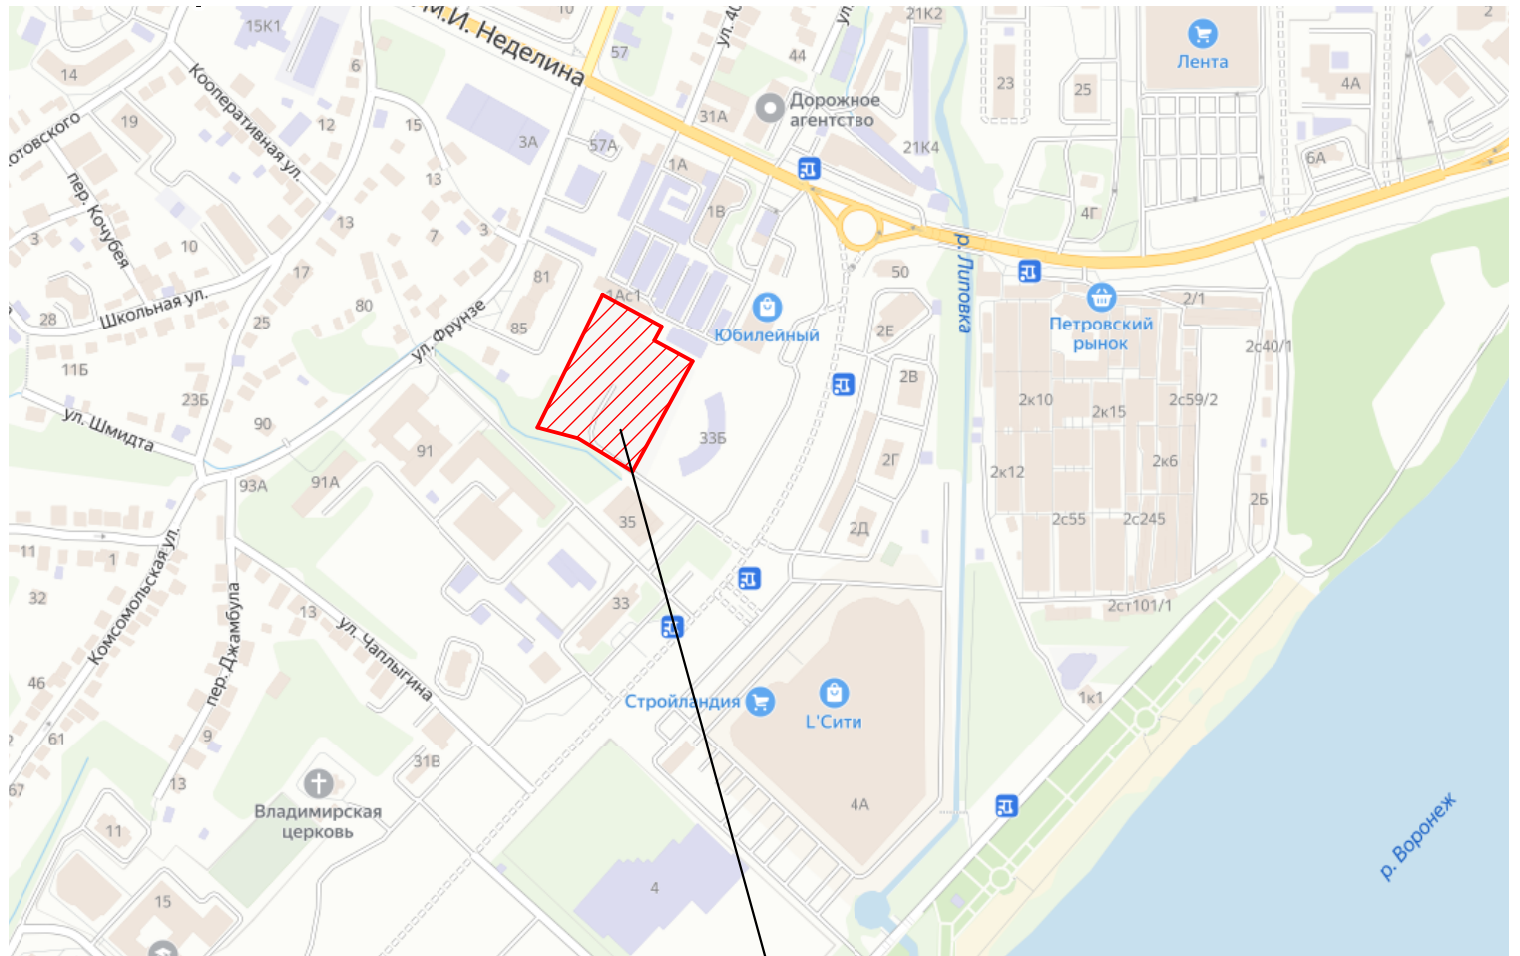 10
М.И. Неделина
ул. 40
ул.
21К2
2
15К1
57
44
Лента
14
6
23
25
4А
Кооперативная ул.
Дорожное
агентство
31А
19
12
15
3А
57А
21К4
6А
отовского
1А
13
пер. Кочубея
1В
4Г
13
3
7
3
10
р. Липовка
17
81
50
1Ас1
28
Школьная ул.
80
85
25
ул. Фрунзе
Юбилейный
2Е
2/1
Петровский
рынок
2с40/1
11Б
23Б
2В
2к10
2к15
2с59/2
ул. Шмидта
90
91
33Б
2Г
2к12
2к6
93А
91А
35
2Д
2с55
2с245
2Б
11
1
Комсомольская ул.
32
пер. Джамбула
13
33
2ст101/1
ул. Чаплыгина
46
1к1
Стройландия
L'Сити
61
9
31В
67
13
Владимирская
церковь
4А
11
р. Воронеж
15
4